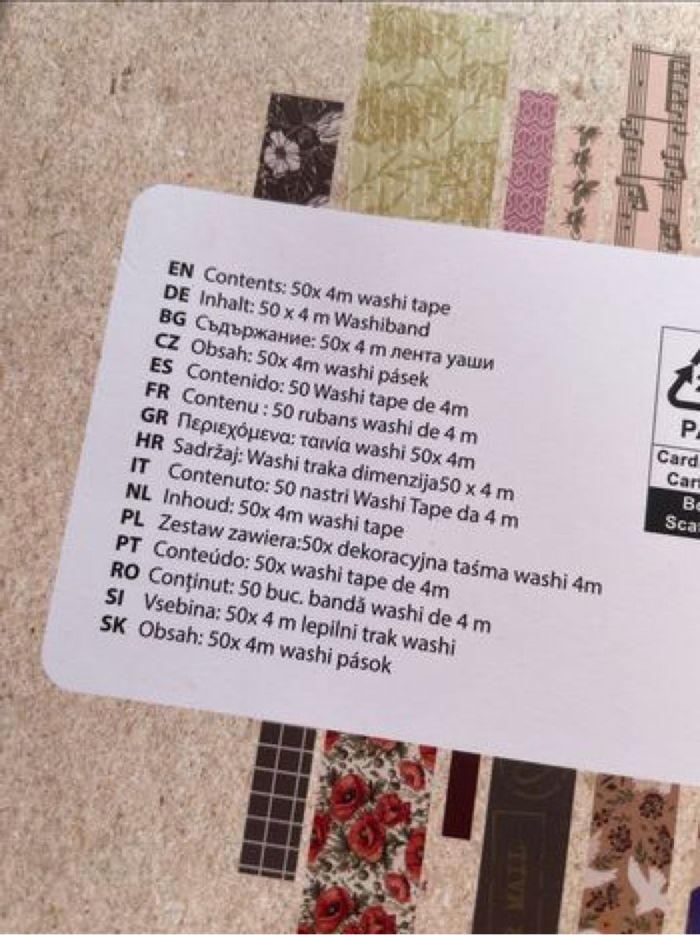 EN Contents: 50x 4m washi tape
DE Inhalt: 50 x 4 m Washiband
BG Съдържание: 50x 4 m лента уаши
CZ Obsah: 50x 4m washi pásek
ES Contenido: 50 Washi tape de 4m
FR Contenu : 50 rubans washi de 4 m
GR Περιεχόμενα: ταινία washi 50x 4m
HR Sadržaj: Washi traka dimenzija50 x 4 m
IT Contenuto: 50 nastri Washi Tape da 4 m
NL Inhoud: 50x 4m washi tape
PL Zestaw zawiera:50x dekoracyjna taśma washi 4m
PT Conteúdo: 50x washi tape de 4m
RO Conținut: 50 buc. bandă washi de 4 m
SI Vsebina: 50x 4 m lepilni trak washi
SK Obsah: 50x 4m washi pások
Card
MAIL